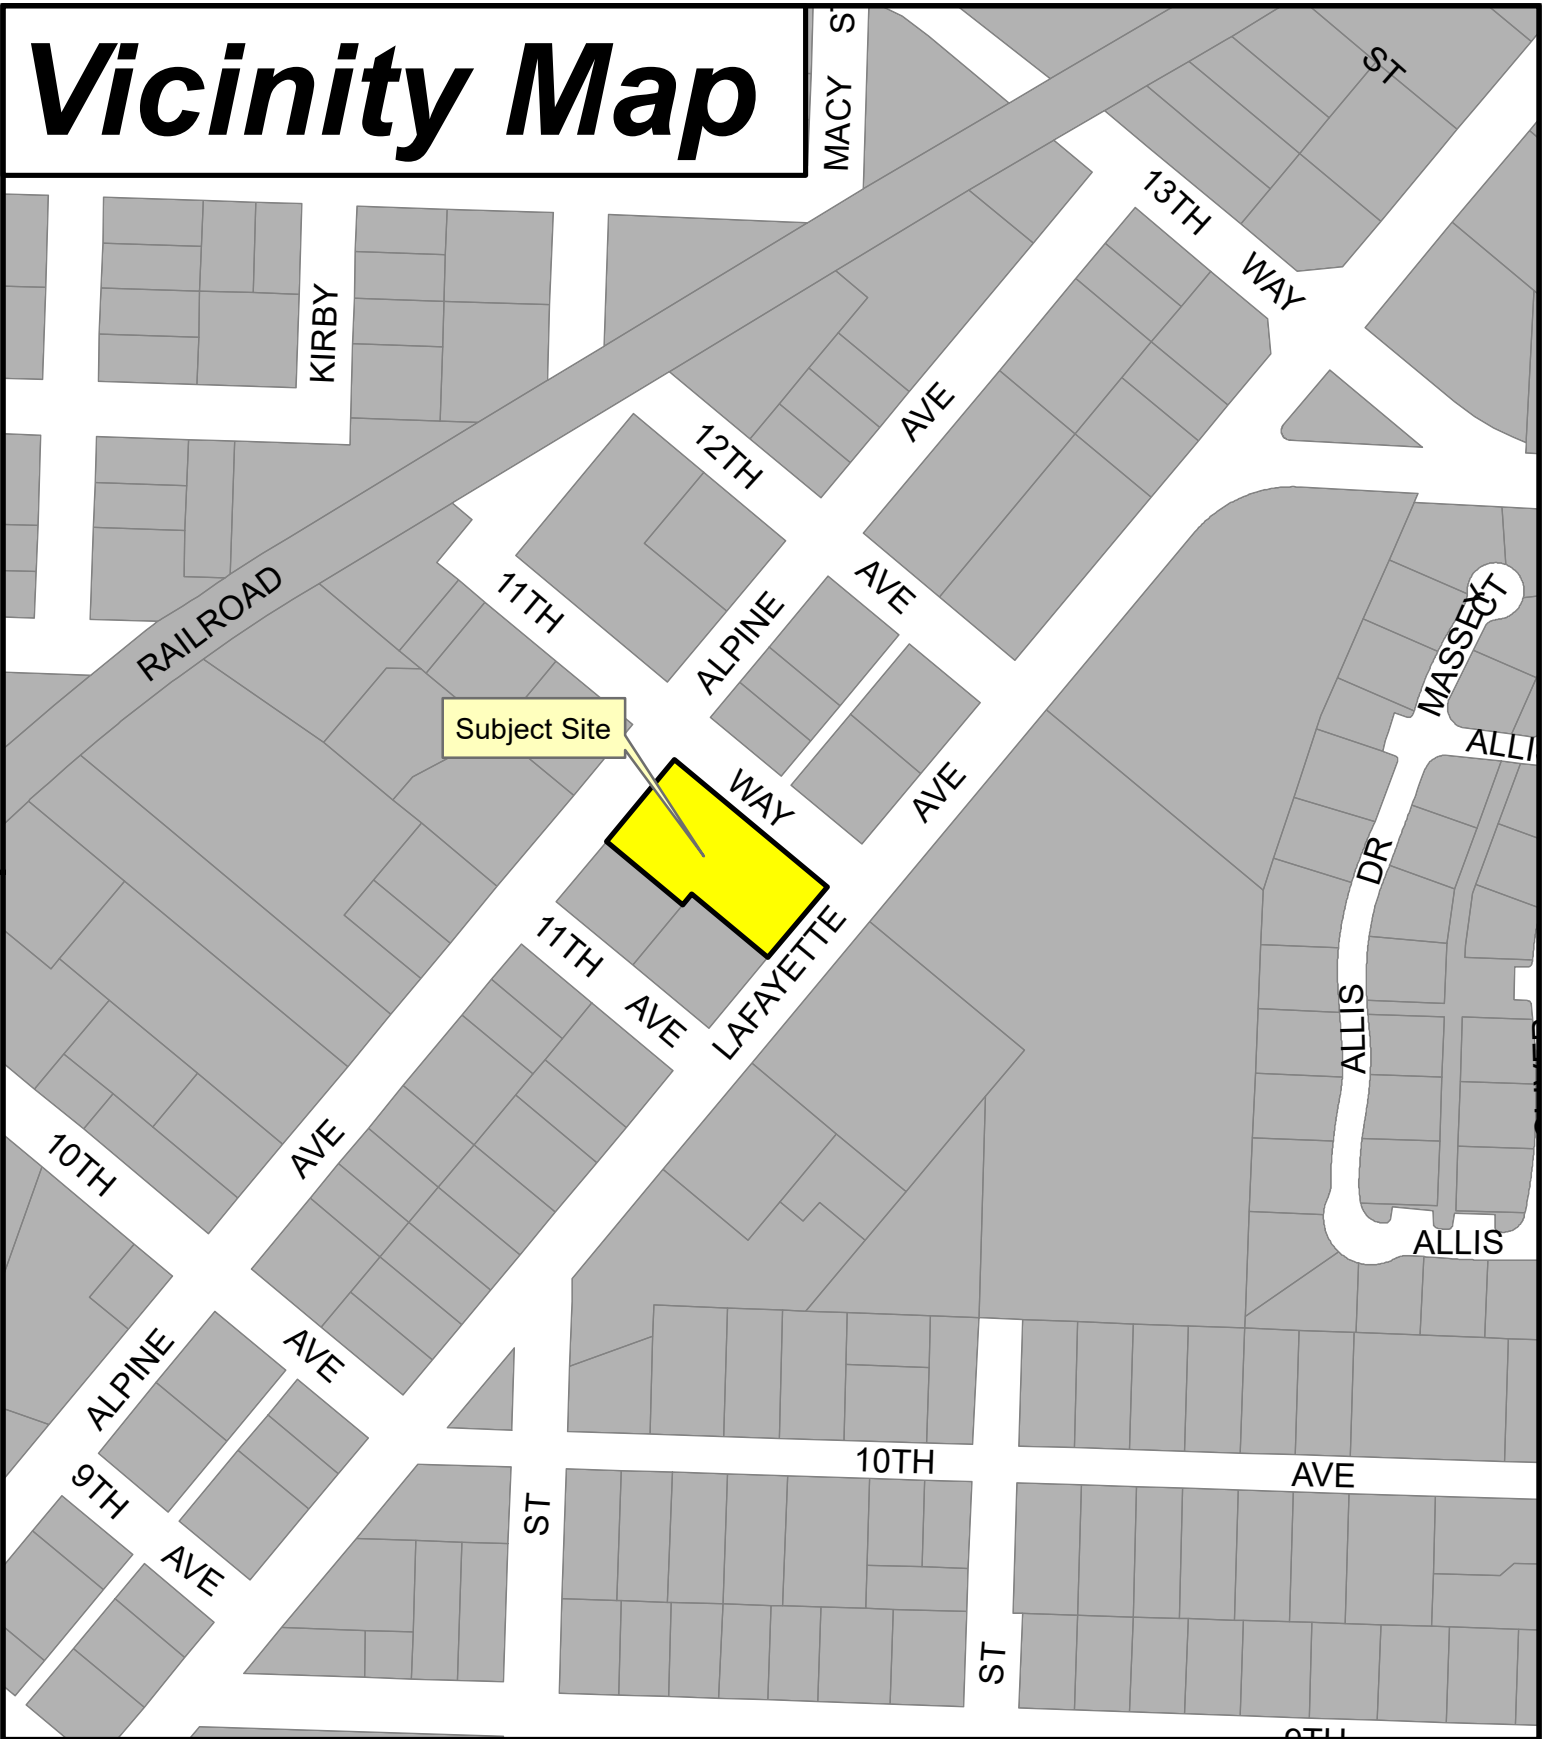 Vicinity Map
MACY ST
ST
13TH WAY
KIRBY
AVE
12TH AVE
RAILROAD
11TH WAY
ALPINE
MASSEY CT
ALLI
Subject Site
AVE
DR
LAFAYETTE
11TH AVE
ALLIS
AVE
10TH AVE
ALLIS
ALPINE
10TH AVE
9TH AVE
ST
ST
9TH